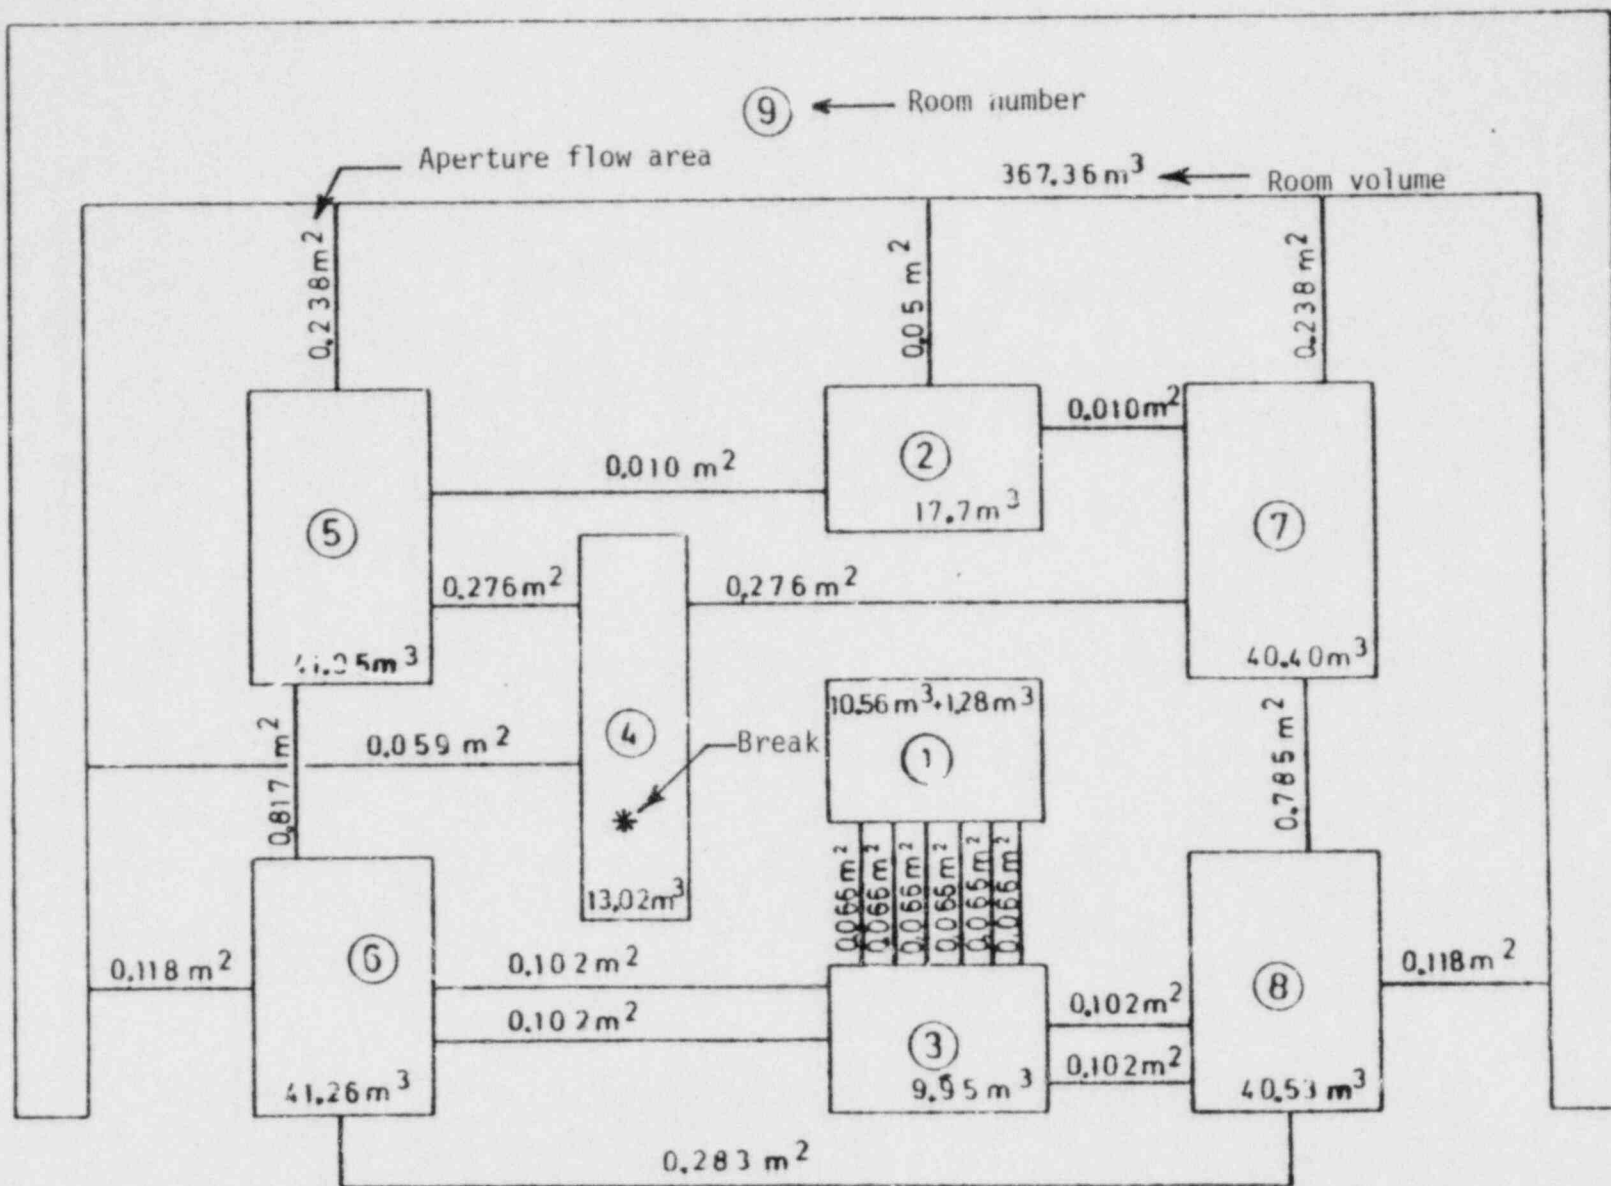 9
Room number
Aperture flow area
367.36 m³
Room volume
0.238 m²
0.05 m²
0.238 m²
0.010 m²
0.010 m²
2
17.7 m³
5
7
0.276 m²
0.276 m²
40.40 m³
10.56 m³+1.28 m³
0.817 m²
0.059 m²
4
Break
1
0.785 m²
13.02 m³
0.066 m²
0.066 m²
0.066 m²
0.066 m²
0.066 m²
0.066 m²
0.118 m²
6
0.102 m²
0.102 m²
8
0.118 m²
0.102 m²
3
0.102 m²
41.26 m³
9.95 m³
40.53 m³
0.283 m²